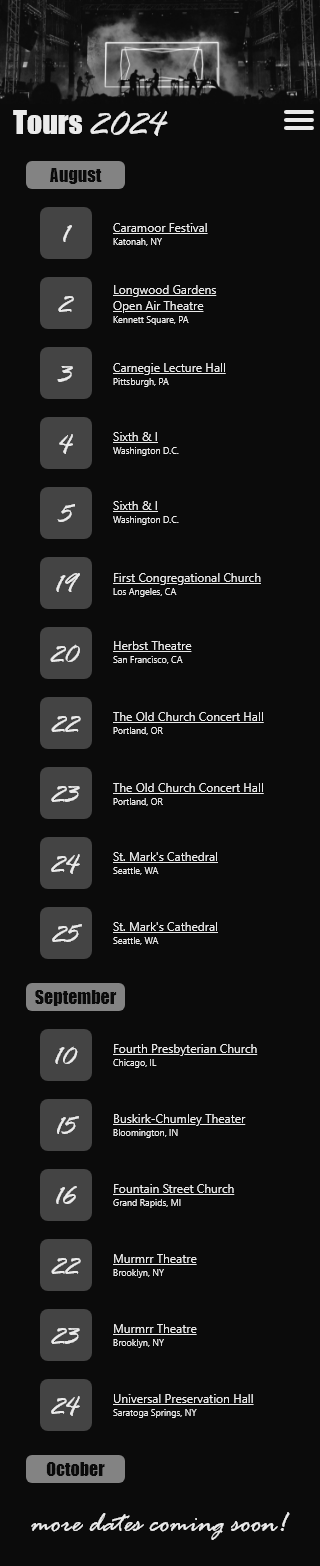 Tours 2024
August
1
Caramoor Festival
Katonah, NY
2
Longwood Gardens
Open Air Theatre
Kennett Square, PA
3
Carnegie Lecture Hall
Pittsburgh, PA
4
Sixth & I
Washington D.C.
5
Sixth & I
Washington D.C.
19
First Congregational Church
Los Angeles, CA
20
Herbst Theatre
San Francisco, CA
22
The Old Church Concert Hall
Portland, OR
23
The Old Church Concert Hall
Portland, OR
24
St. Mark's Cathedral
Seattle, WA
25
St. Mark's Cathedral
Seattle, WA
September
10
Fourth Presbyterian Church
Chicago, IL
15
Buskirk-Chumley Theater
Bloomington, IN
16
Fountain Street Church
Grand Rapids, MI
22
Murmrr Theatre
Brooklyn, NY
23
Murmrr Theatre
Brooklyn, NY
24
Universal Preservation Hall
Saratoga Springs, NY
October
more dates coming soon!